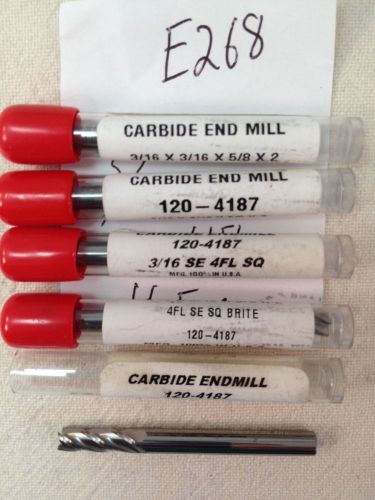 E268
CARBIDE END MILL
3/16 X 3/16 X 5/8 X 2
CARBIDE END MILL
120-4187
120-4187
3/16 SE 4FL SQ
MFG. 100% IN U.S.A.
4FL SE SQ BRITE
120-4187
CARBIDE ENDMILL
120-4187